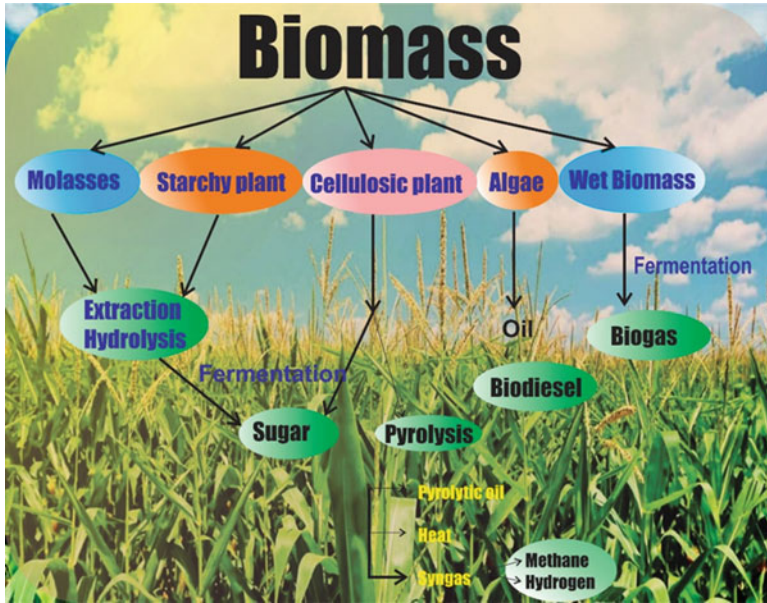 Biomass
Molasses
Starchy plant
Cellulosic plant
Algae
Wet Biomass
Fermentation
Extraction
Hydrolysis
Oil
Biogas
Fermentation
Biodiesel
Sugar
Pyrolysis
Pyrolytic oil
Heat
Syngas
Methane
Hydrogen